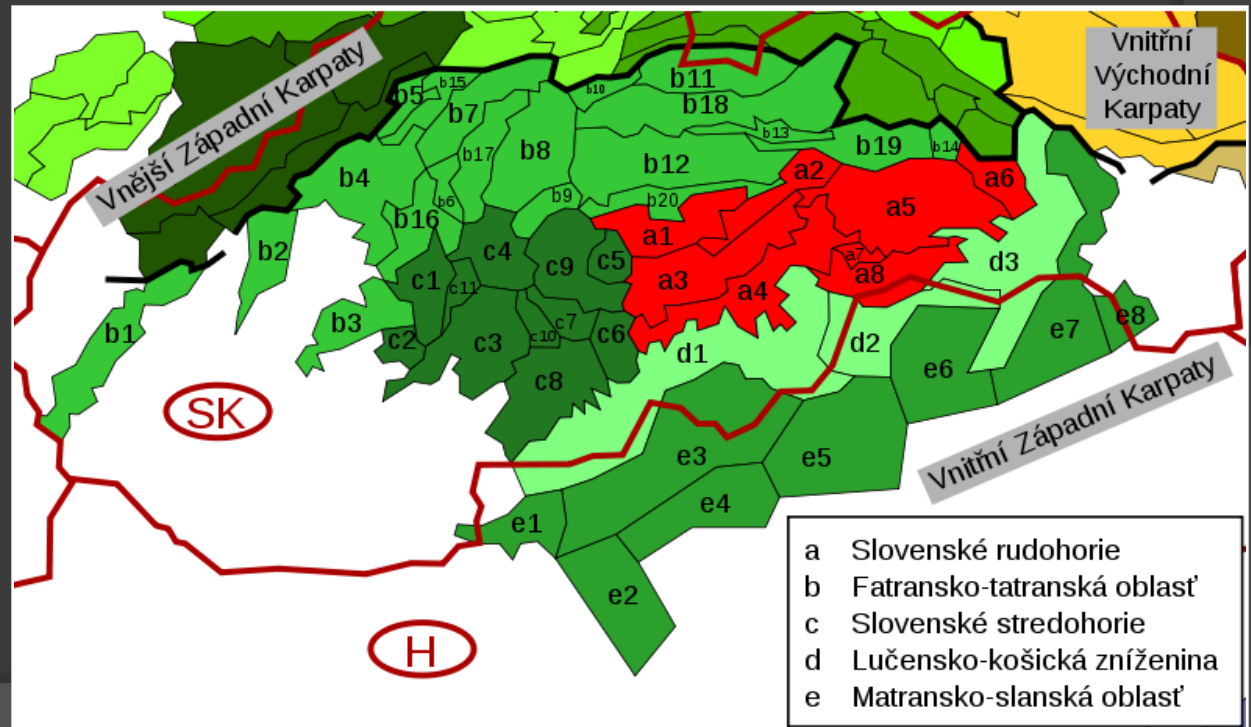 Vnější Západní Karpaty
Vnitřní
Východní
Karpaty
b11
b15
b5
b10
b7
b18
b13
b17
b8
b19
b14
b4
b12
a2
a6
b9
b6
b20
b16
a5
a1
b2
c4
c9
c5
a7
d3
c1
c11
a3
a4
a8
b1
b3
c7
c10
c6
c2
c3
d1
d2
e8
e7
c8
e6
SK
Vnitřní Západní Karpaty
e3
e5
e4
e1
e2
H
a Slovenské rudohorie
b Fatransko-tatranská oblasť
c Slovenské stredohorie
d Lučensko-košická zníženina
e Matransko-slanská oblasť